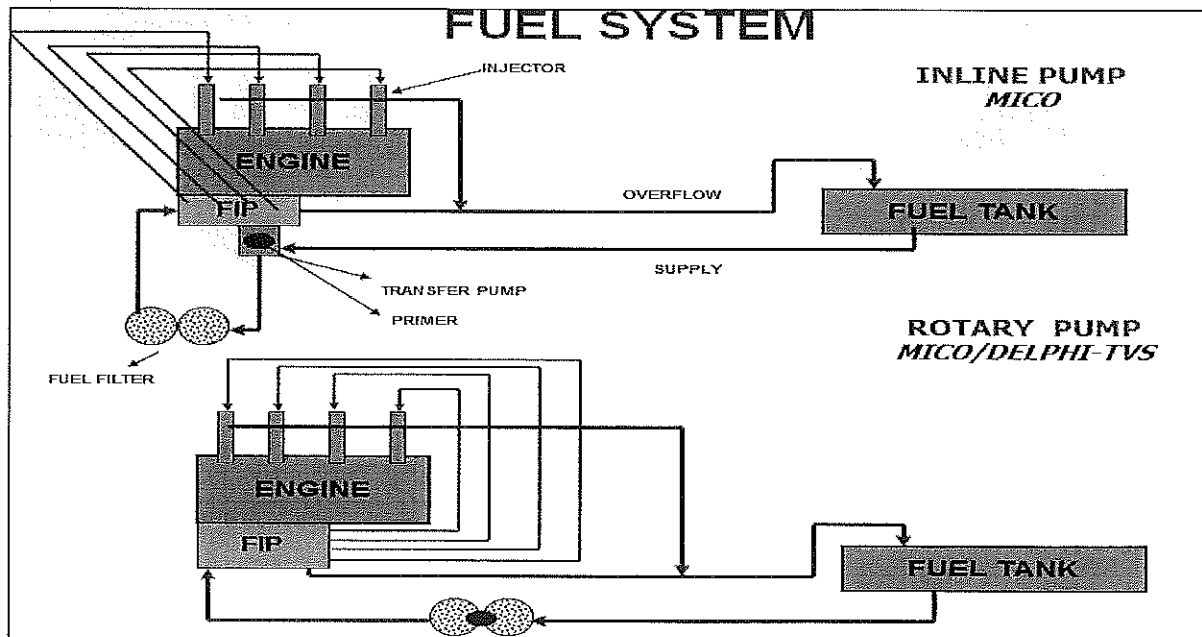 FUEL SYSTEM
INJECTOR
INLINE PUMP
MICO
ENGINE
FIP
OVERFLOW
FUEL TANK
SUPPLY
TRANSFER PUMP
PRIMER
FUEL FILTER
ROTARY PUMP
MICO/DELPHI-TVS
ENGINE
FIP
FUEL TANK